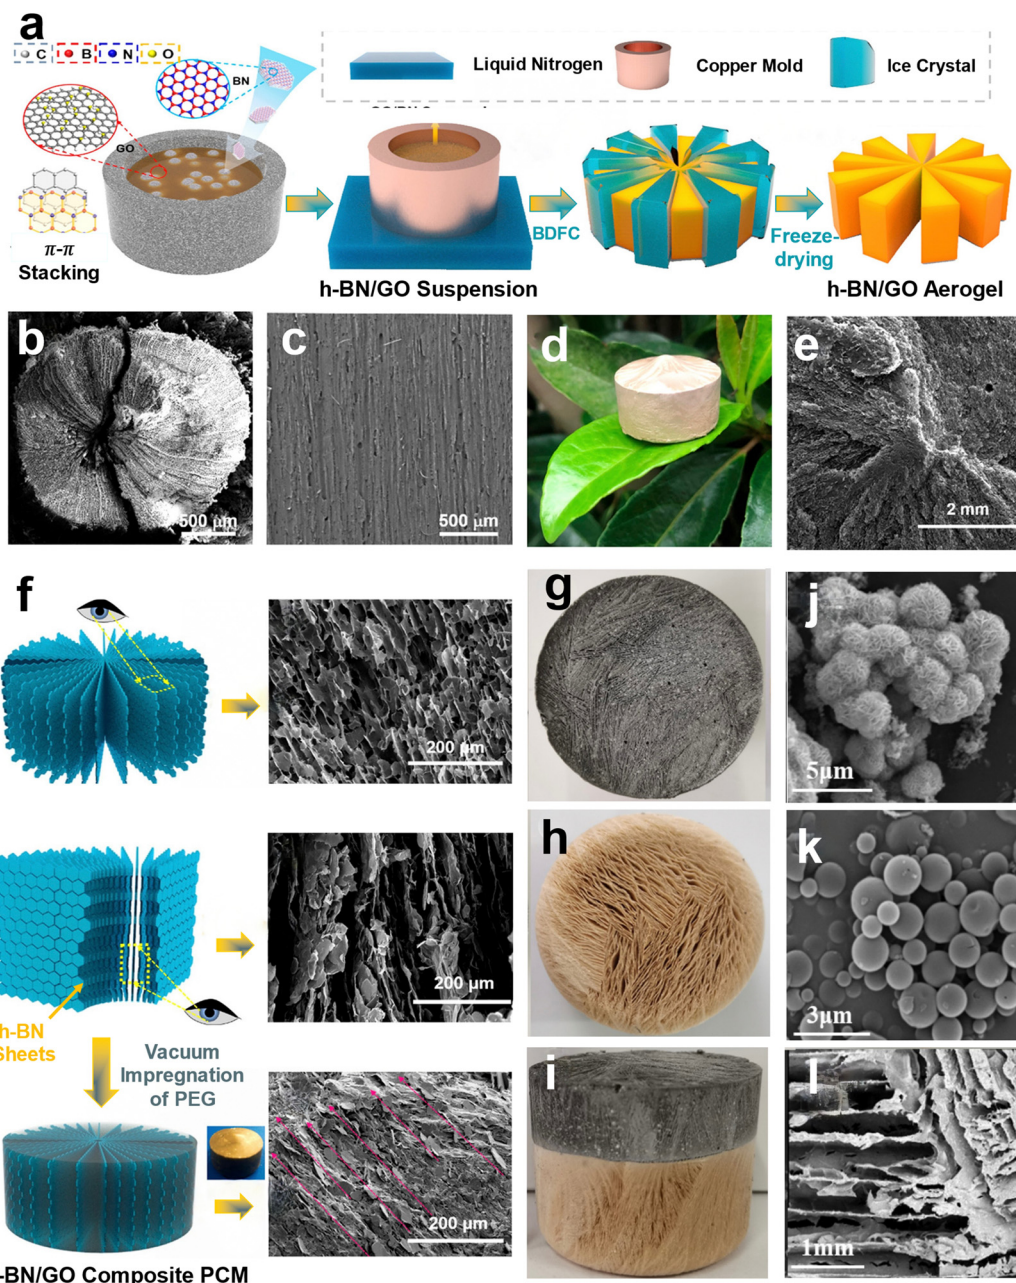 a
C B N O
BN
GO
π-π
Stacking
Liquid Nitrogen
Copper Mold
Ice Crystal
BDFC
Freeze-
drying
h-BN/GO Suspension
h-BN/GO Aerogel
b
500 μm
c
500 μm
d
e
2 mm
f
200 μm
g
j
5μm
200 μm
h
k
3μm
h-BN
Sheets
Vacuum
Impregnation
of PEG
200 μm
i
l
1mm
-BN/GO Composite PCM